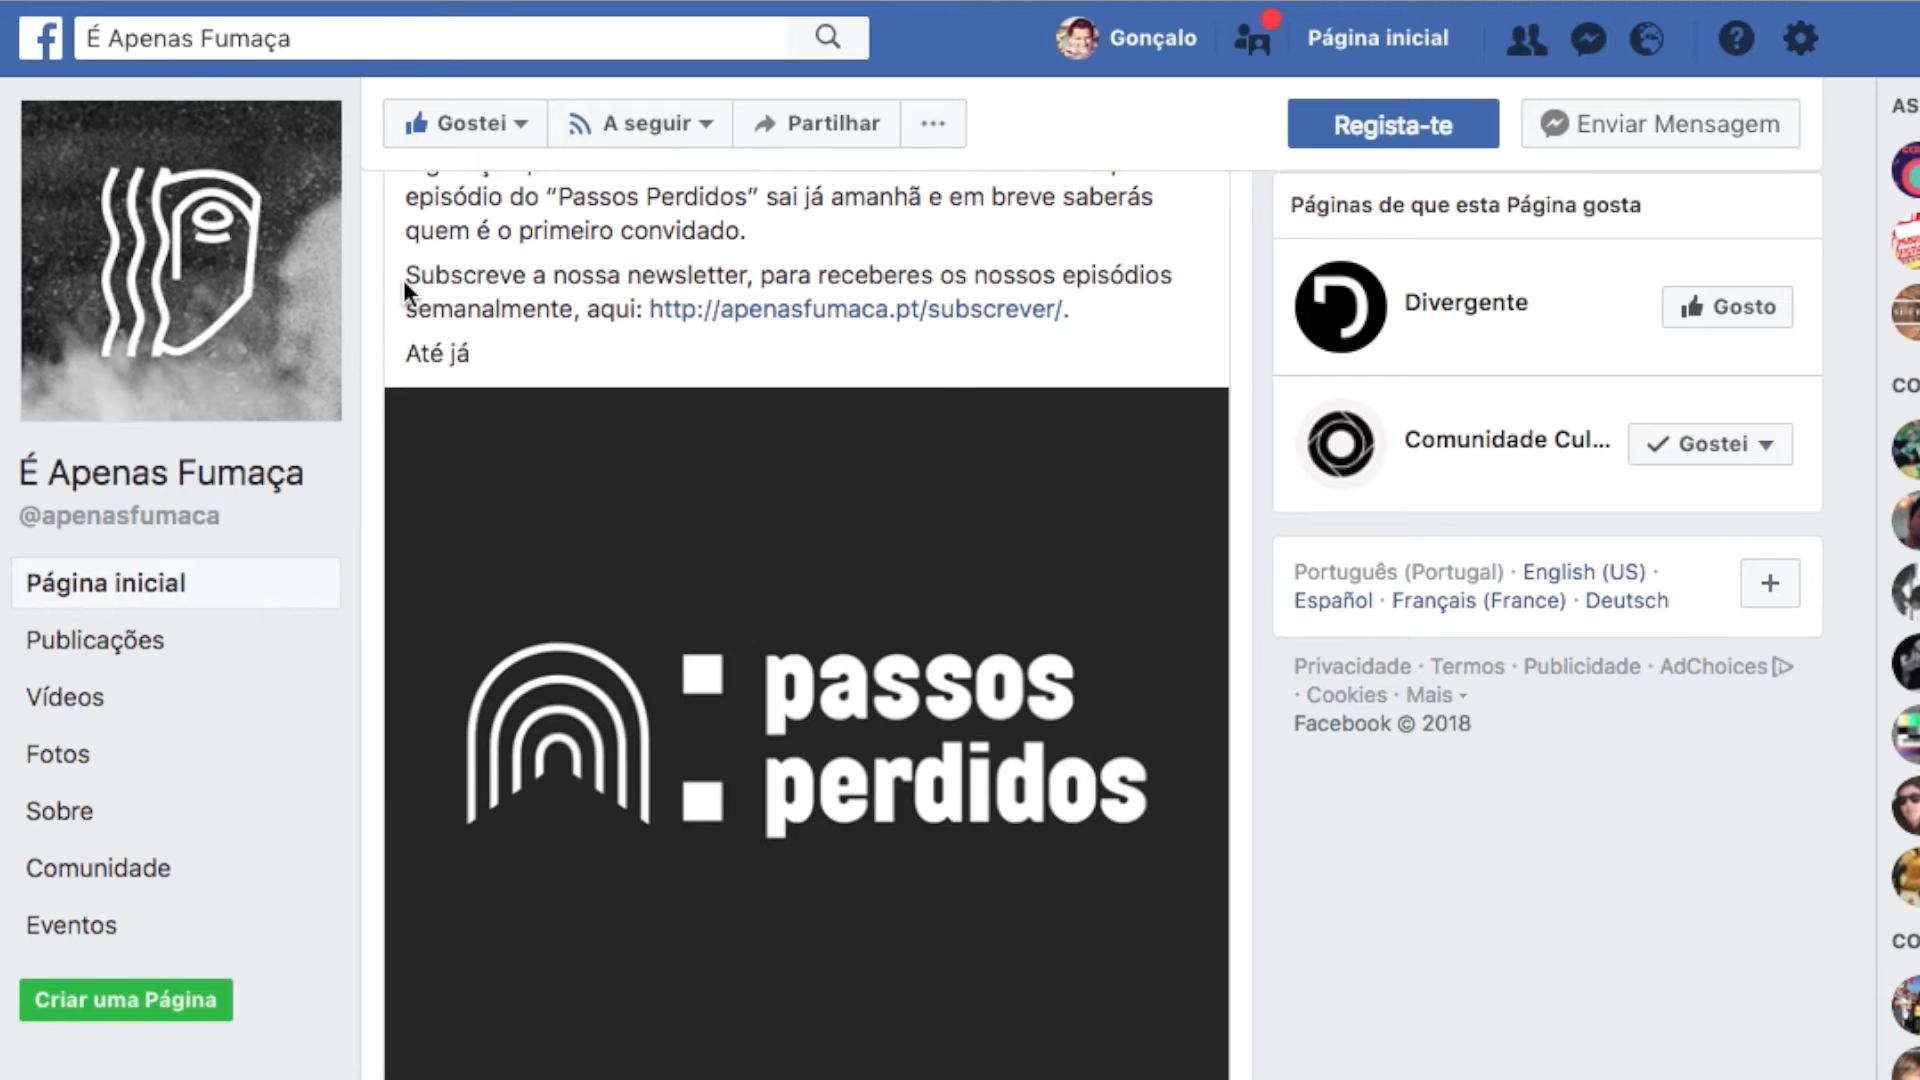 É Apenas Fumaça
Gonçalo
Página inicial
Gostei
A seguir
Partilhar
Regista-te
Enviar Mensagem
É Apenas Fumaça
@apenasfumaca
Página inicial
Publicações
Vídeos
Fotos
Sobre
Comunidade
Eventos
Criar uma Página
episódio do “Passos Perdidos” sai já amanhã e em breve saberás
quem é o primeiro convidado.
Subscreve a nossa newsletter, para receberes os nossos episódios
semanalmente, aqui: http://apenasfumaca.pt/subscrever/.
Até já
passos
perdidos
Páginas de que esta Página gosta
Divergente
Gosto
Comunidade Cul...
Gostei
Português (Portugal) · English (US) ·
Español · Français (France) · Deutsch
Privacidade · Termos · Publicidade · AdChoices
· Cookies · Mais
Facebook © 2018
AS
CO
CO